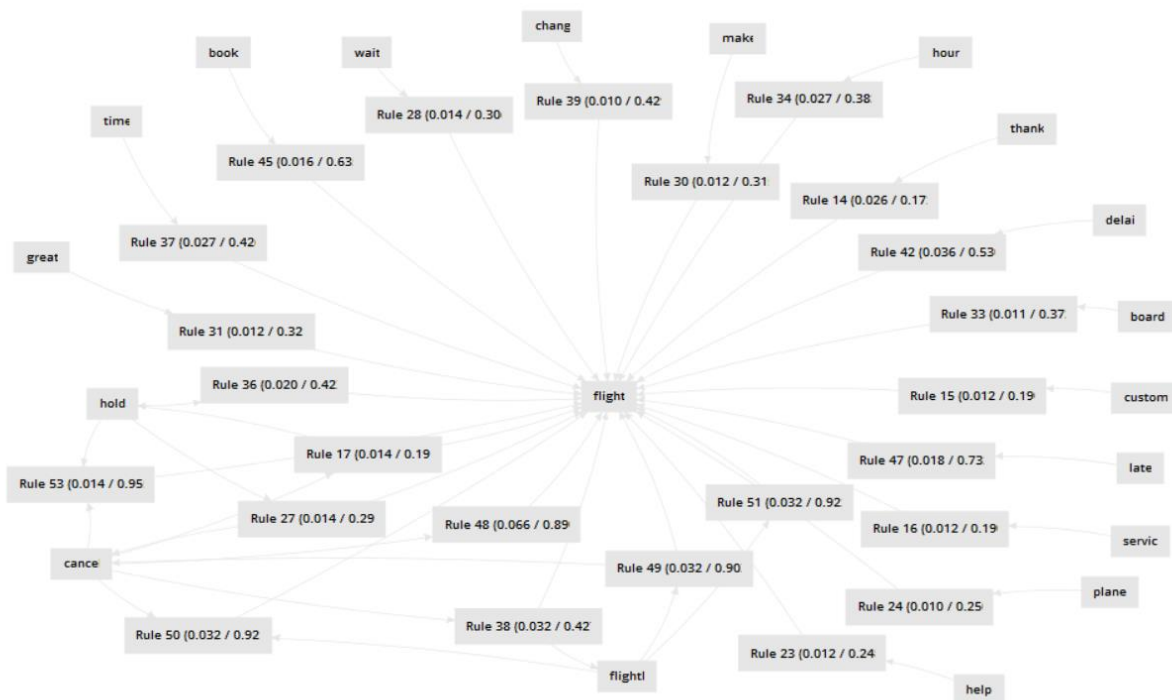 chang
make
book
wait
hour
Rule 34 (0.027 / 0.38
Rule 39 (0.010 / 0.42
Rule 28 (0.014 / 0.30
time
thank
Rule 45 (0.016 / 0.63
Rule 30 (0.012 / 0.31
Rule 14 (0.026 / 0.17
delai
Rule 37 (0.027 / 0.42
Rule 42 (0.036 / 0.53
great
Rule 33 (0.011 / 0.37
board
Rule 31 (0.012 / 0.32
Rule 36 (0.020 / 0.42
flight
Rule 15 (0.012 / 0.19
custom
hold
Rule 17 (0.014 / 0.19
Rule 47 (0.018 / 0.73
late
Rule 53 (0.014 / 0.95
Rule 51 (0.032 / 0.92
Rule 27 (0.014 / 0.29
Rule 48 (0.066 / 0.89
Rule 16 (0.012 / 0.19
servic
cance
Rule 49 (0.032 / 0.90
plane
Rule 24 (0.010 / 0.25
Rule 38 (0.032 / 0.42
Rule 50 (0.032 / 0.92
Rule 23 (0.012 / 0.24
flightl
help